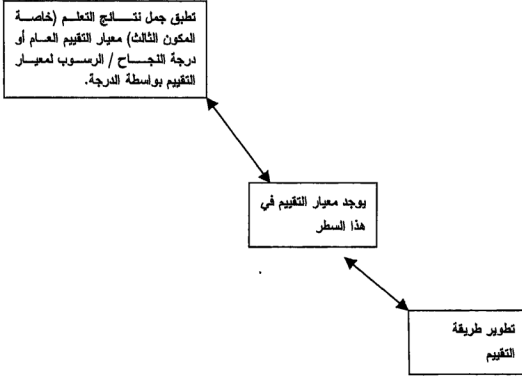 تطبق جمل نتائج التعلم (خاصة
المكون الثالث) معيار التقييم العام أو
درجة النجاح / الرسوب لمعيار
التقييم بواسطة الدرجة.
يوجد معيار التقييم في
هذا السطر
تطوير طريقة
التقييم